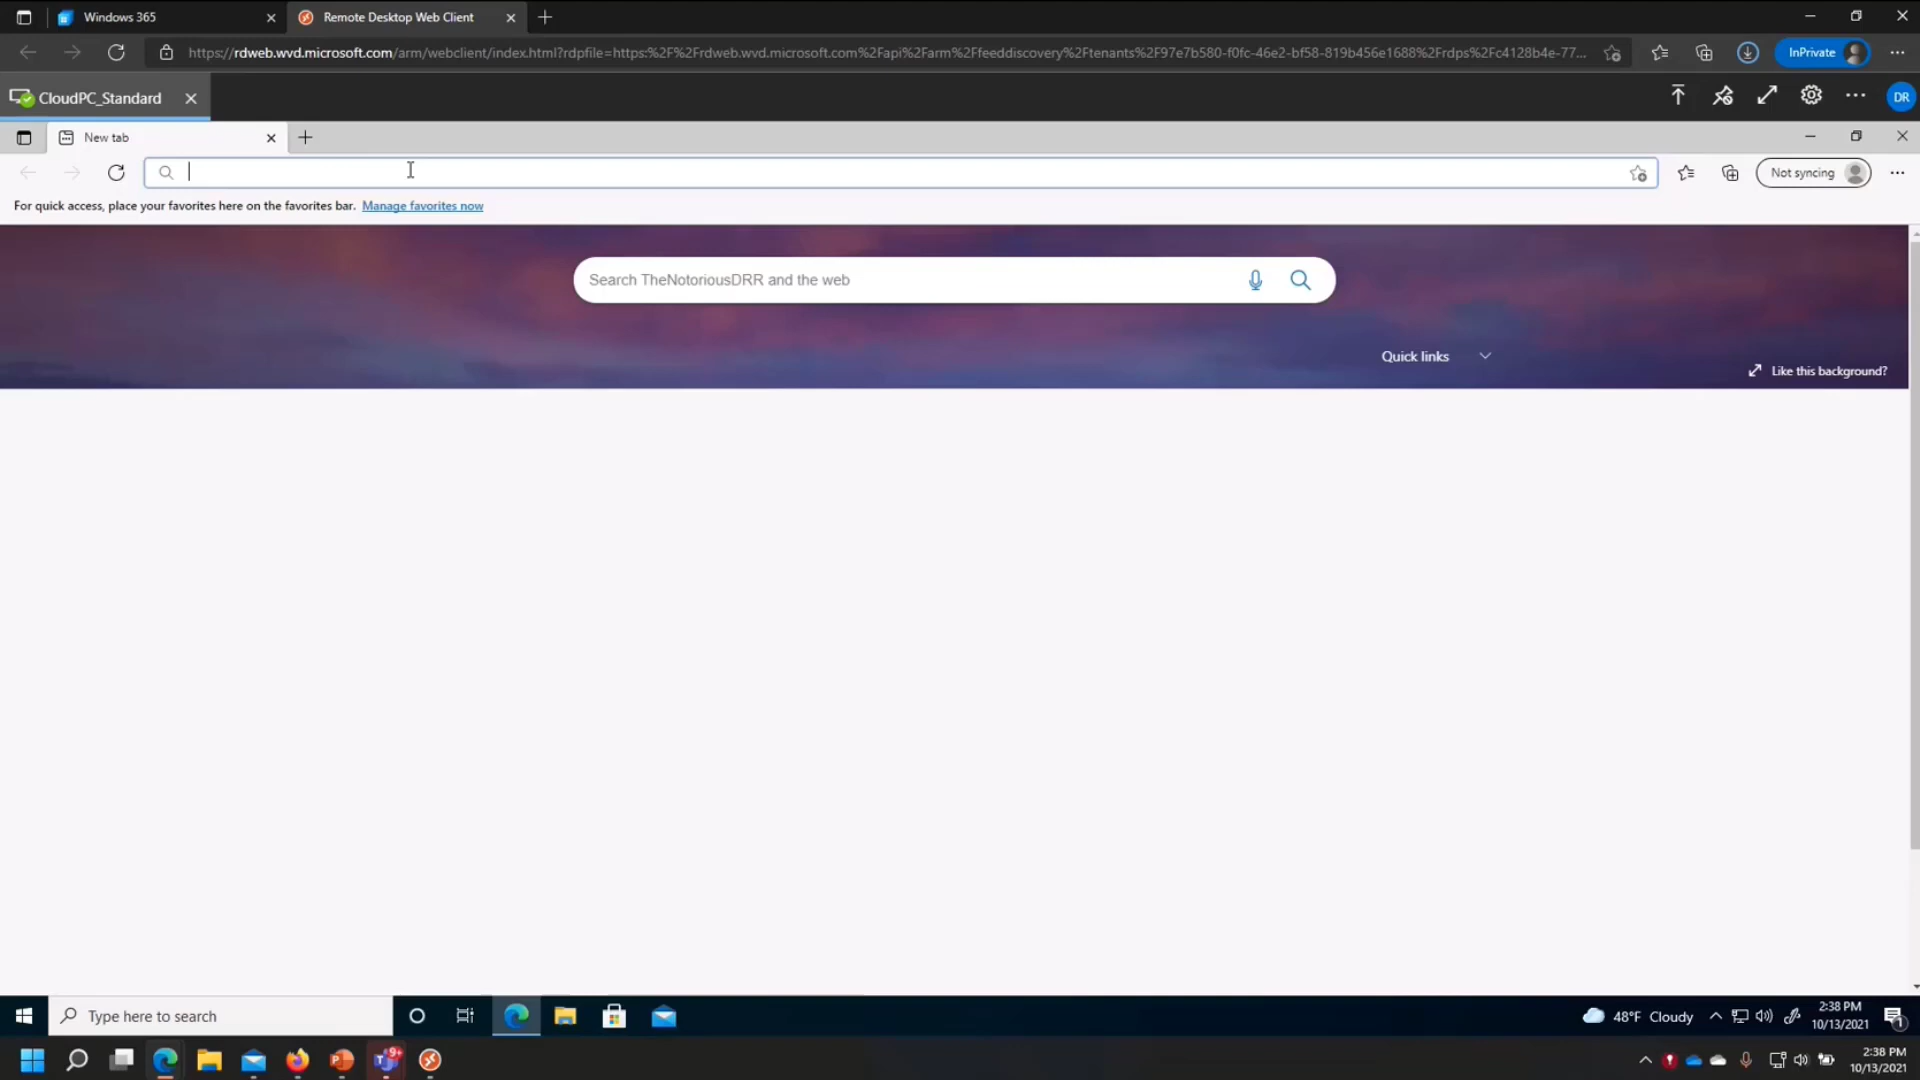 Windows 365
Remote Desktop Web Client
https://rdweb.wvd.microsoft.com/arm/webclient/index.html?rdpfile=https:%2F%2Frdweb.wvd.microsoft.com%2Fapi%2Farm%2Ffeeddiscovery%2Ftenants%2F97e7b580-f0fc-46e2-bf58-819b456e1688%2Frdps%2Fc4128b4e-77...
InPrivate
CloudPC_Standard
DR
New tab
Not syncing
For quick access, place your favorites here on the favorites bar. Manage favorites now
Search TheNotoriousDRR and the web
Quick links
Like this background?
Type here to search
48°F Cloudy
2:38 PM
10/13/2021
1
9+
2:38 PM
10/13/2021